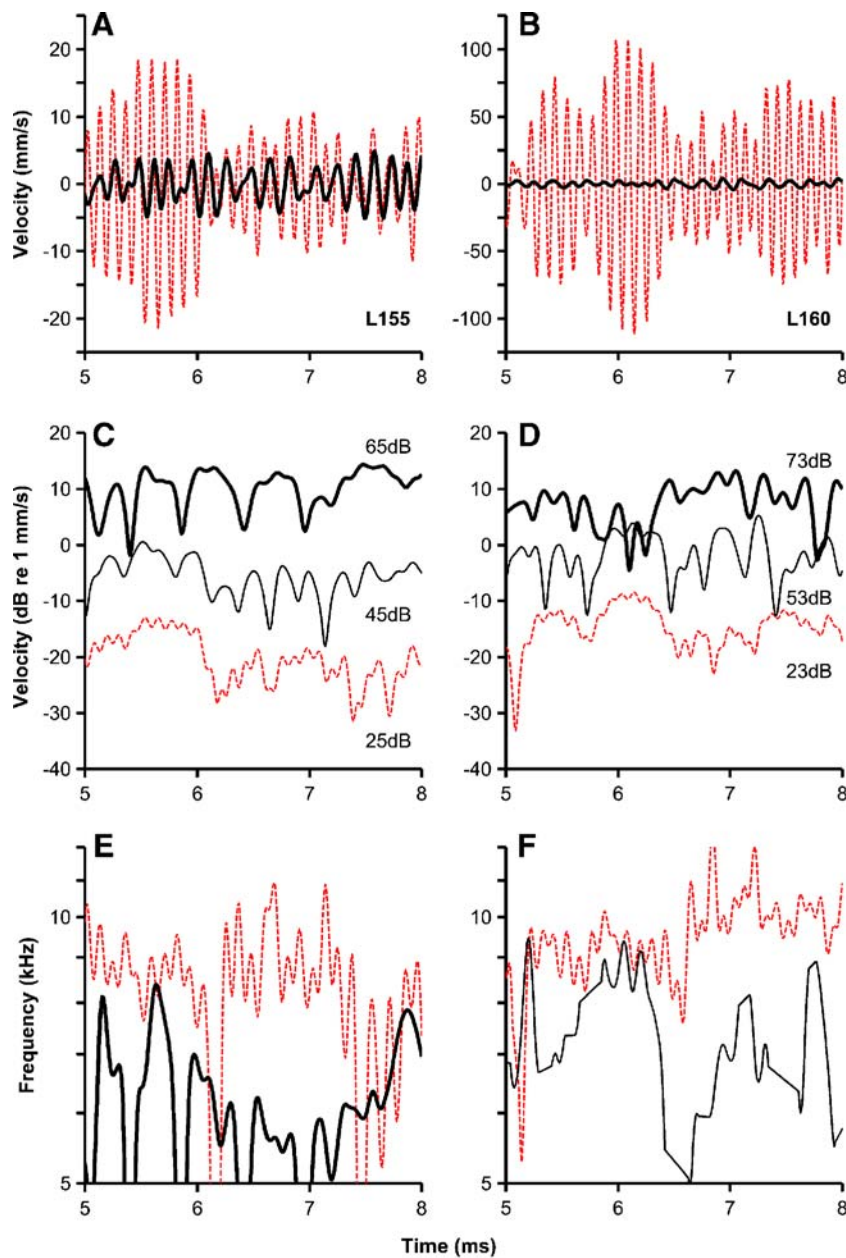 A
B
Velocity (mm/s)
20
10
0
-10
-20
100
50
0
-50
-100
L155
L160
5 6 7 8
5 6 7 8
C
D
Velocity (dB re 1 mm/s)
20
10
0
-10
-20
-30
-40
65dB
45dB
25dB
20
10
0
-10
-20
-30
-40
73dB
53dB
23dB
5 6 7 8
5 6 7 8
E
F
Frequency (kHz)
10
5
10
5
5 6 7 8
5 6 7 8
Time (ms)